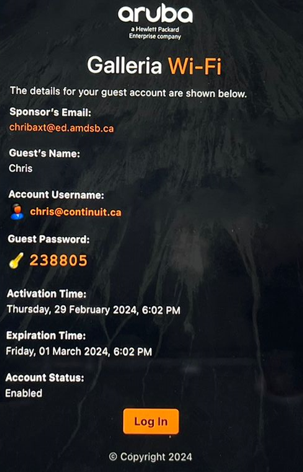 aruba
a Hewlett Packard
Enterprise company
Galleria Wi-Fi
The details for your guest account are shown below.
Sponsor's Email:
chribaxt@ed.amdsb.ca
Guest's Name:
Chris
Account Username:
chris@continuit.ca
Guest Password:
238805
Activation Time:
Thursday, 29 February 2024, 6:02 PM
Expiration Time:
Friday, 01 March 2024, 6:02 PM
Account Status:
Enabled
Log In
© Copyright 2024